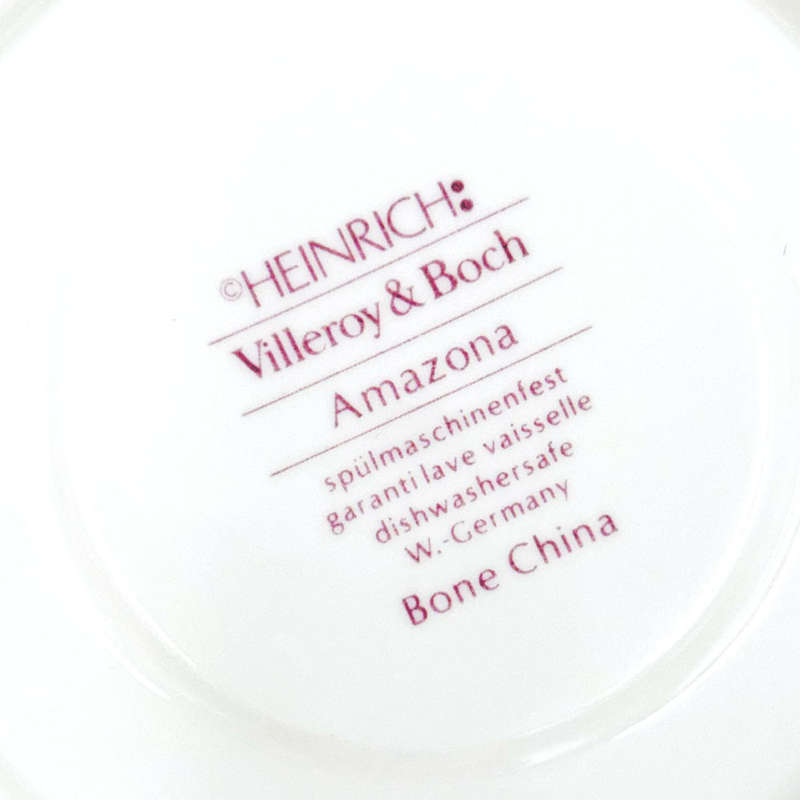 ©HEINRICH:
Villeroy & Boch
Amazona
spülmaschinenfest
garanti lave vaisselle
dishwashersafe
W.-Germany
Bone China